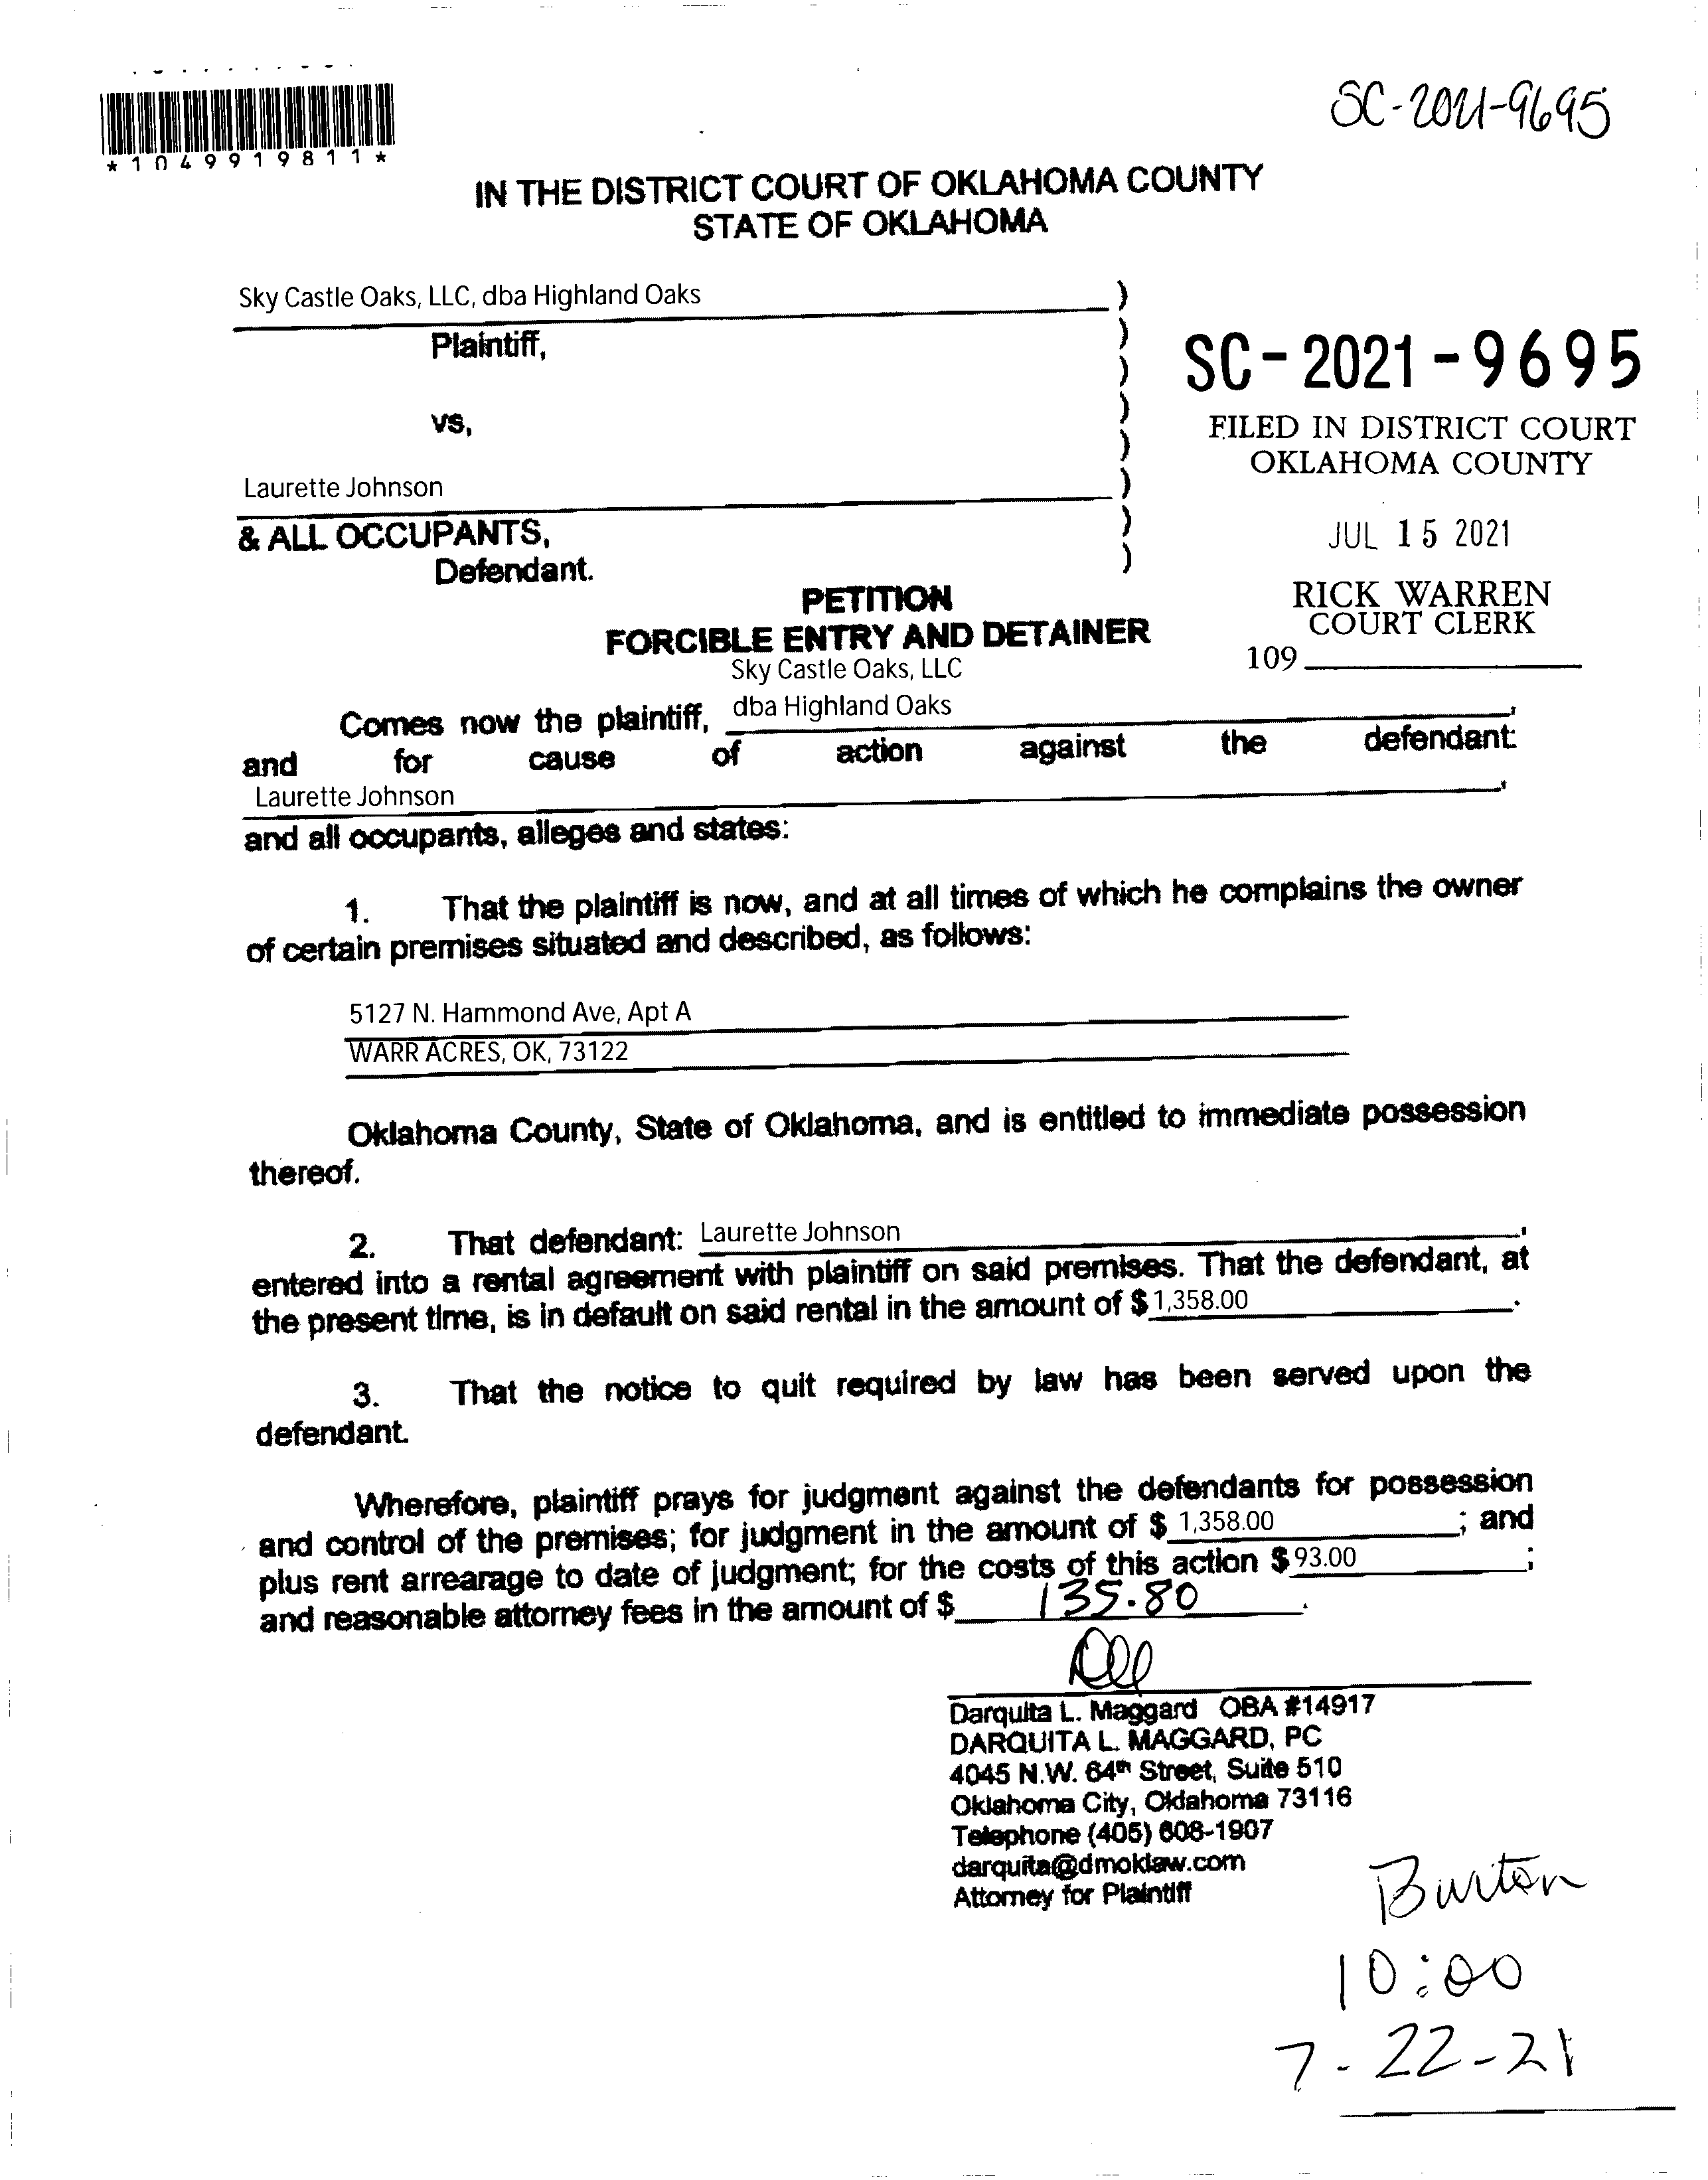 SC-2021-9695
*1049919811*
IN THE DISTRICT COURT OF OKLAHOMA COUNTY
STATE OF OKLAHOMA
Sky Castle Oaks, LLC, dba Highland Oaks )
Plaintiff, )
)
SC-2021-9695
vs, )
FILED IN DISTRICT COURT
OKLAHOMA COUNTY
Laurette Johnson )
& ALL OCCUPANTS, )
JUL 15 2021
Defendant. )
PETITION
RICK WARREN
COURT CLERK
FORCIBLE ENTRY AND DETAINER
109
Sky Castle Oaks, LLC
Comes now the plaintiff, dba Highland Oaks,
and for cause of action against the defendant:
Laurette Johnson,
and all occupants, alleges and states:
1. That the plaintiff is now, and at all times of which he complains the owner
of certain premises situated and described, as follows:
5127 N. Hammond Ave, Apt A
WARR ACRES, OK, 73122
Oklahoma County, State of Oklahoma, and is entitled to immediate possession
thereof.
2. That defendant: Laurette Johnson,
entered into a rental agreement with plaintiff on said premises. That the defendant, at
the present time, is in default on said rental in the amount of $1,358.00.
3. That the notice to quit required by law has been served upon the
defendant.
Wherefore, plaintiff prays for judgment against the defendants for possession
and control of the premises; for judgment in the amount of $ 1,358.00; and
plus rent arrearage to date of judgment; for the costs of this action $93.00;
and reasonable attorney fees in the amount of $ 135.80.
Darquita L. Maggard OBA #14917
DARQUITA L. MAGGARD, PC
4045 N.W. 64th Street, Suite 510
Oklahoma City, Oklahoma 73116
Telephone (405) 608-1907
darquita@dmoklaw.com
Attorney for Plaintiff
Burton
10:00
7-22-21